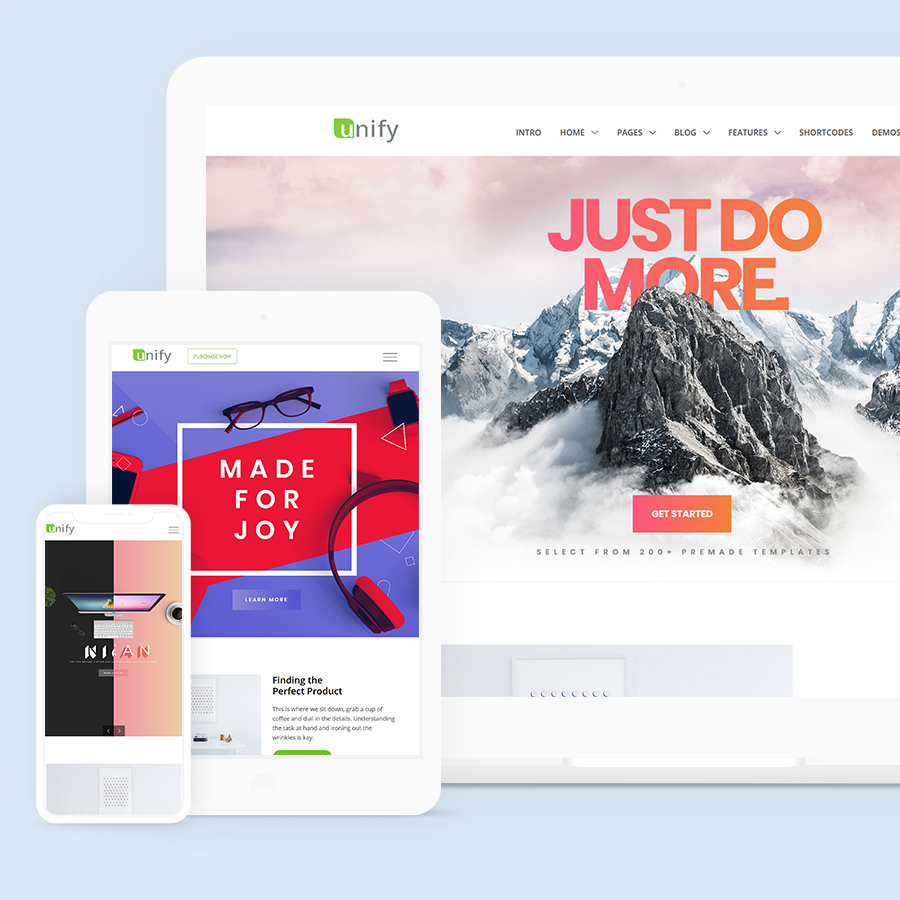 unify
INTRO HOME PAGES BLOG FEATURES SHORTCODES DEMOS
JUST DO
MORE.
GET STARTED
SELECT FROM 200+ PREMADE TEMPLATES
unify PURCHASE NOW
MADE
FOR
JOY
LEARN MORE
Finding the
Perfect Product
This is where we sit down, grab a cup of
coffee and dial in the details. Understanding
the task at hand and ironing out the
wrinkles is key.
unify